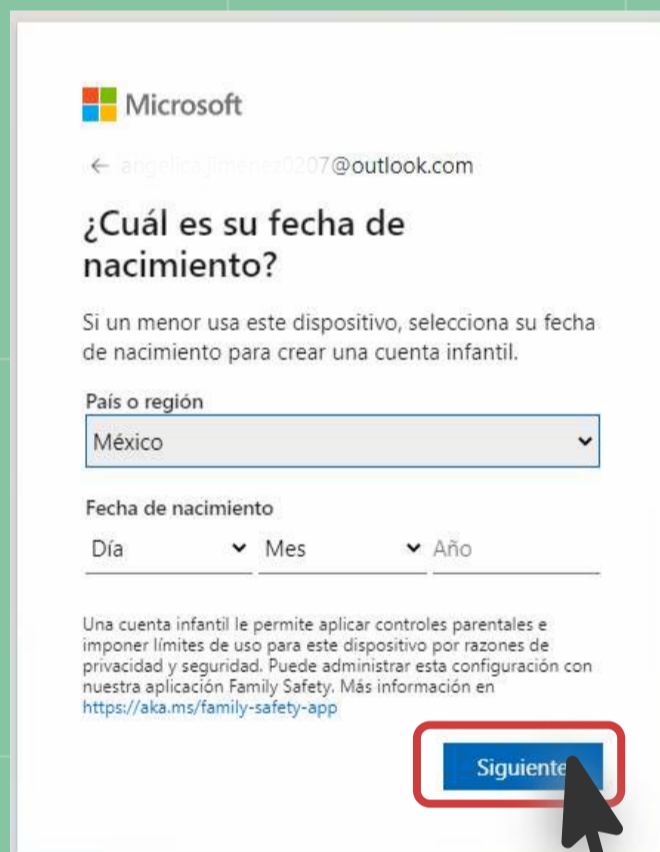 Microsoft
← angelica.jimenez0207@outlook.com
¿Cuál es su fecha de
nacimiento?
Si un menor usa este dispositivo, selecciona su fecha
de nacimiento para crear una cuenta infantil.
País o región
México
Fecha de nacimiento
Día Mes Año
Una cuenta infantil le permite aplicar controles parentales e
imponer límites de uso para este dispositivo por razones de
privacidad y seguridad. Puede administrar esta configuración con
nuestra aplicación Family Safety. Más información en
https://aka.ms/family-safety-app
Siguiente